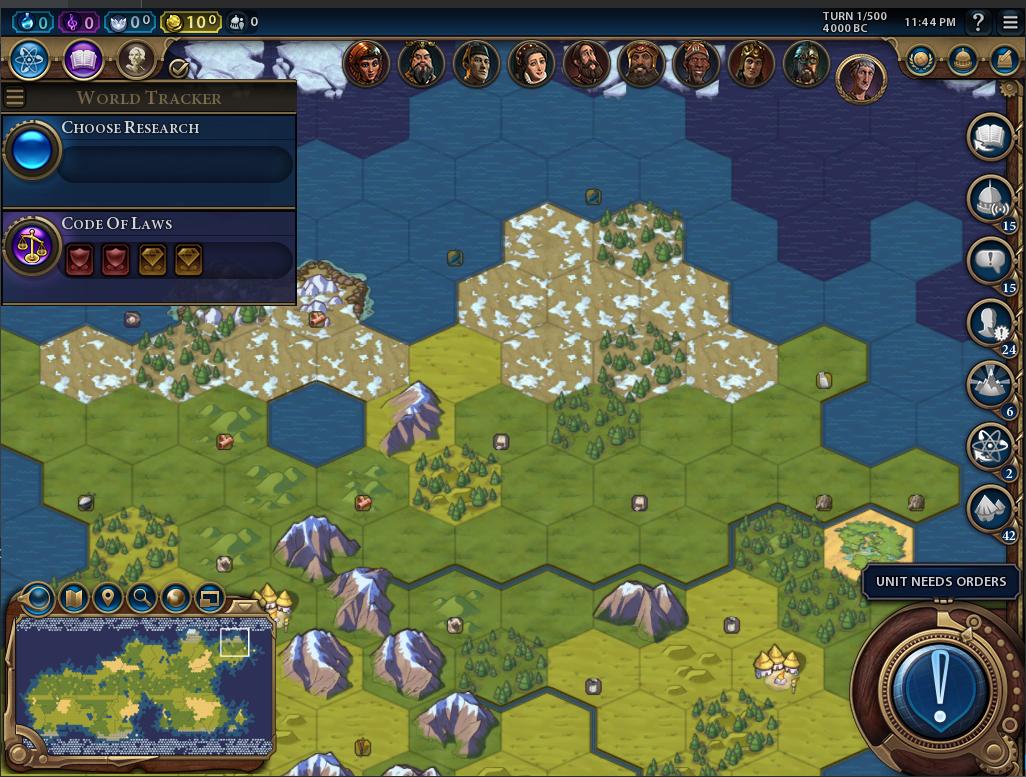 0 0 0⁰ 10⁰ 0
TURN 1/500
4000 BC
11:44 PM ?
WORLD TRACKER
CHOOSE RESEARCH
CODE OF LAWS
15
15
24
6
2
42
UNIT NEEDS ORDERS